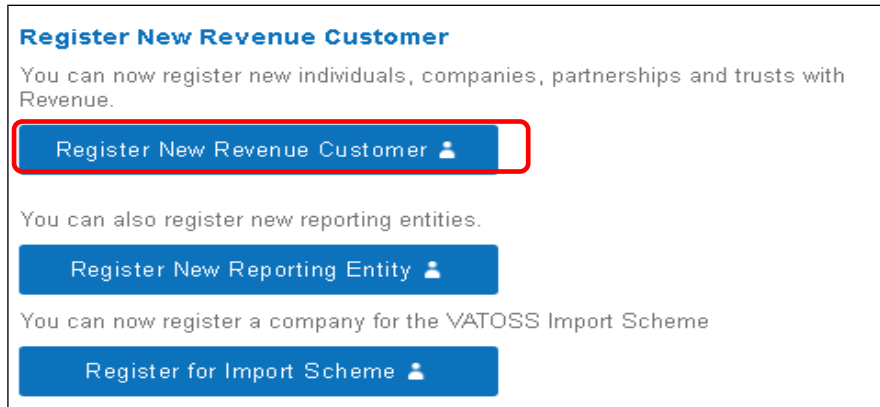 Register New Revenue Customer
You can now register new individuals, companies, partnerships and trusts with
Revenue.
Register New Revenue Customer
You can also register new reporting entities.
Register New Reporting Entity
You can now register a company for the VATOSS Import Scheme
Register for Import Scheme